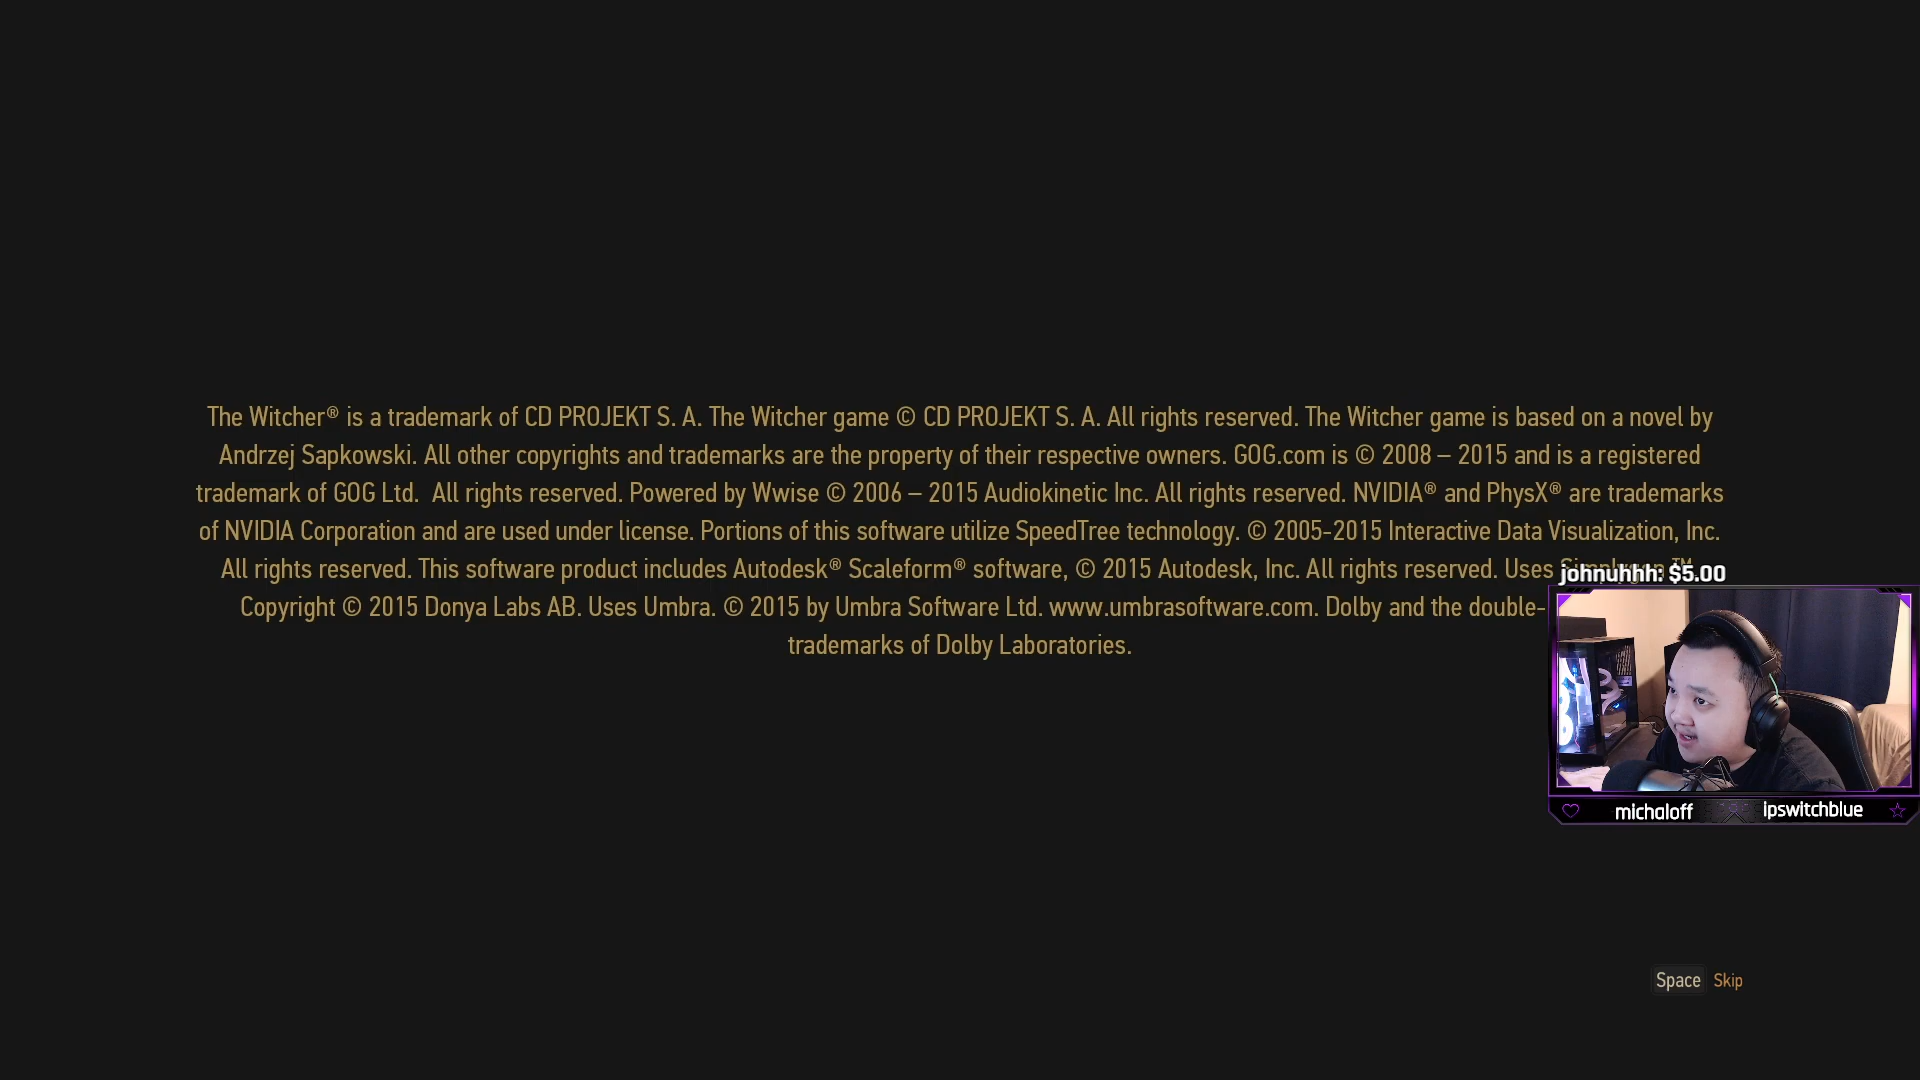 The Witcher® is a trademark of CD PROJEKT S. A. The Witcher game © CD PROJEKT S. A. All rights reserved. The Witcher game is based on a novel by
Andrzej Sapkowski. All other copyrights and trademarks are the property of their respective owners. GOG.com is © 2008 – 2015 and is a registered
trademark of GOG Ltd.  All rights reserved. Powered by Wwise © 2006 – 2015 Audiokinetic Inc. All rights reserved. NVIDIA® and PhysX® are trademarks
of NVIDIA Corporation and are used under license. Portions of this software utilize SpeedTree technology. © 2005-2015 Interactive Data Visualization, Inc.
All rights reserved. This software product includes Autodesk® Scaleform® software, © 2015 Autodesk, Inc. All rights reserved. Uses
johnuhhh: $5.00
Copyright © 2015 Donya Labs AB. Uses Umbra. © 2015 by Umbra Software Ltd. www.umbrasoftware.com. Dolby and the double-
trademarks of Dolby Laboratories.
michaloff ipswitchblue
Space Skip